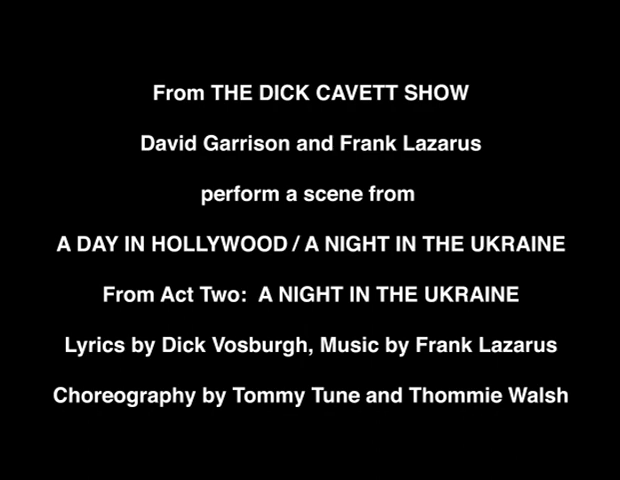 From THE DICK CAVETT SHOW
David Garrison and Frank Lazarus
perform a scene from
A DAY IN HOLLYWOOD / A NIGHT IN THE UKRAINE
From Act Two:  A NIGHT IN THE UKRAINE
Lyrics by Dick Vosburgh, Music by Frank Lazarus
Choreography by Tommy Tune and Thommie Walsh